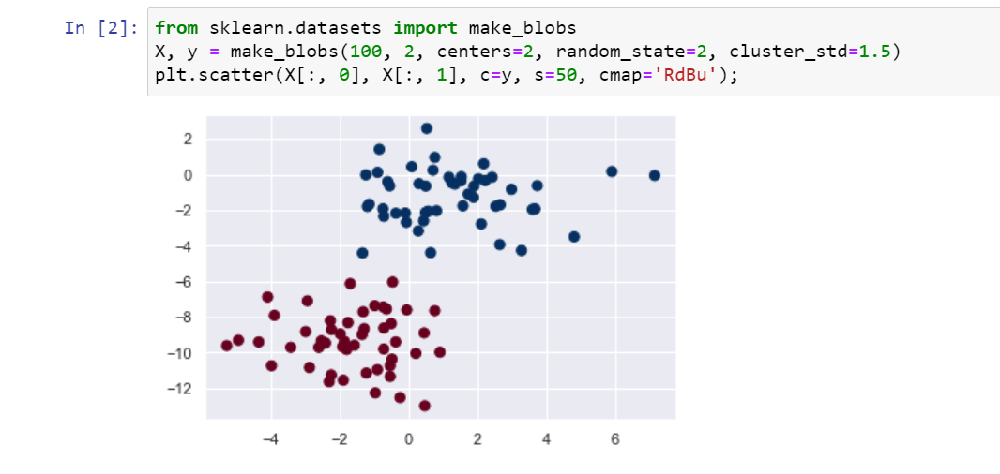 In [2]: from sklearn.datasets import make_blobs
X, y = make_blobs(100, 2, centers=2, random_state=2, cluster_std=1.5)
plt.scatter(X[:, 0], X[:, 1], c=y, s=50, cmap='RdBu');
2
0
−2
−4
−6
−8
−10
−12
−4 −2 0 2 4 6